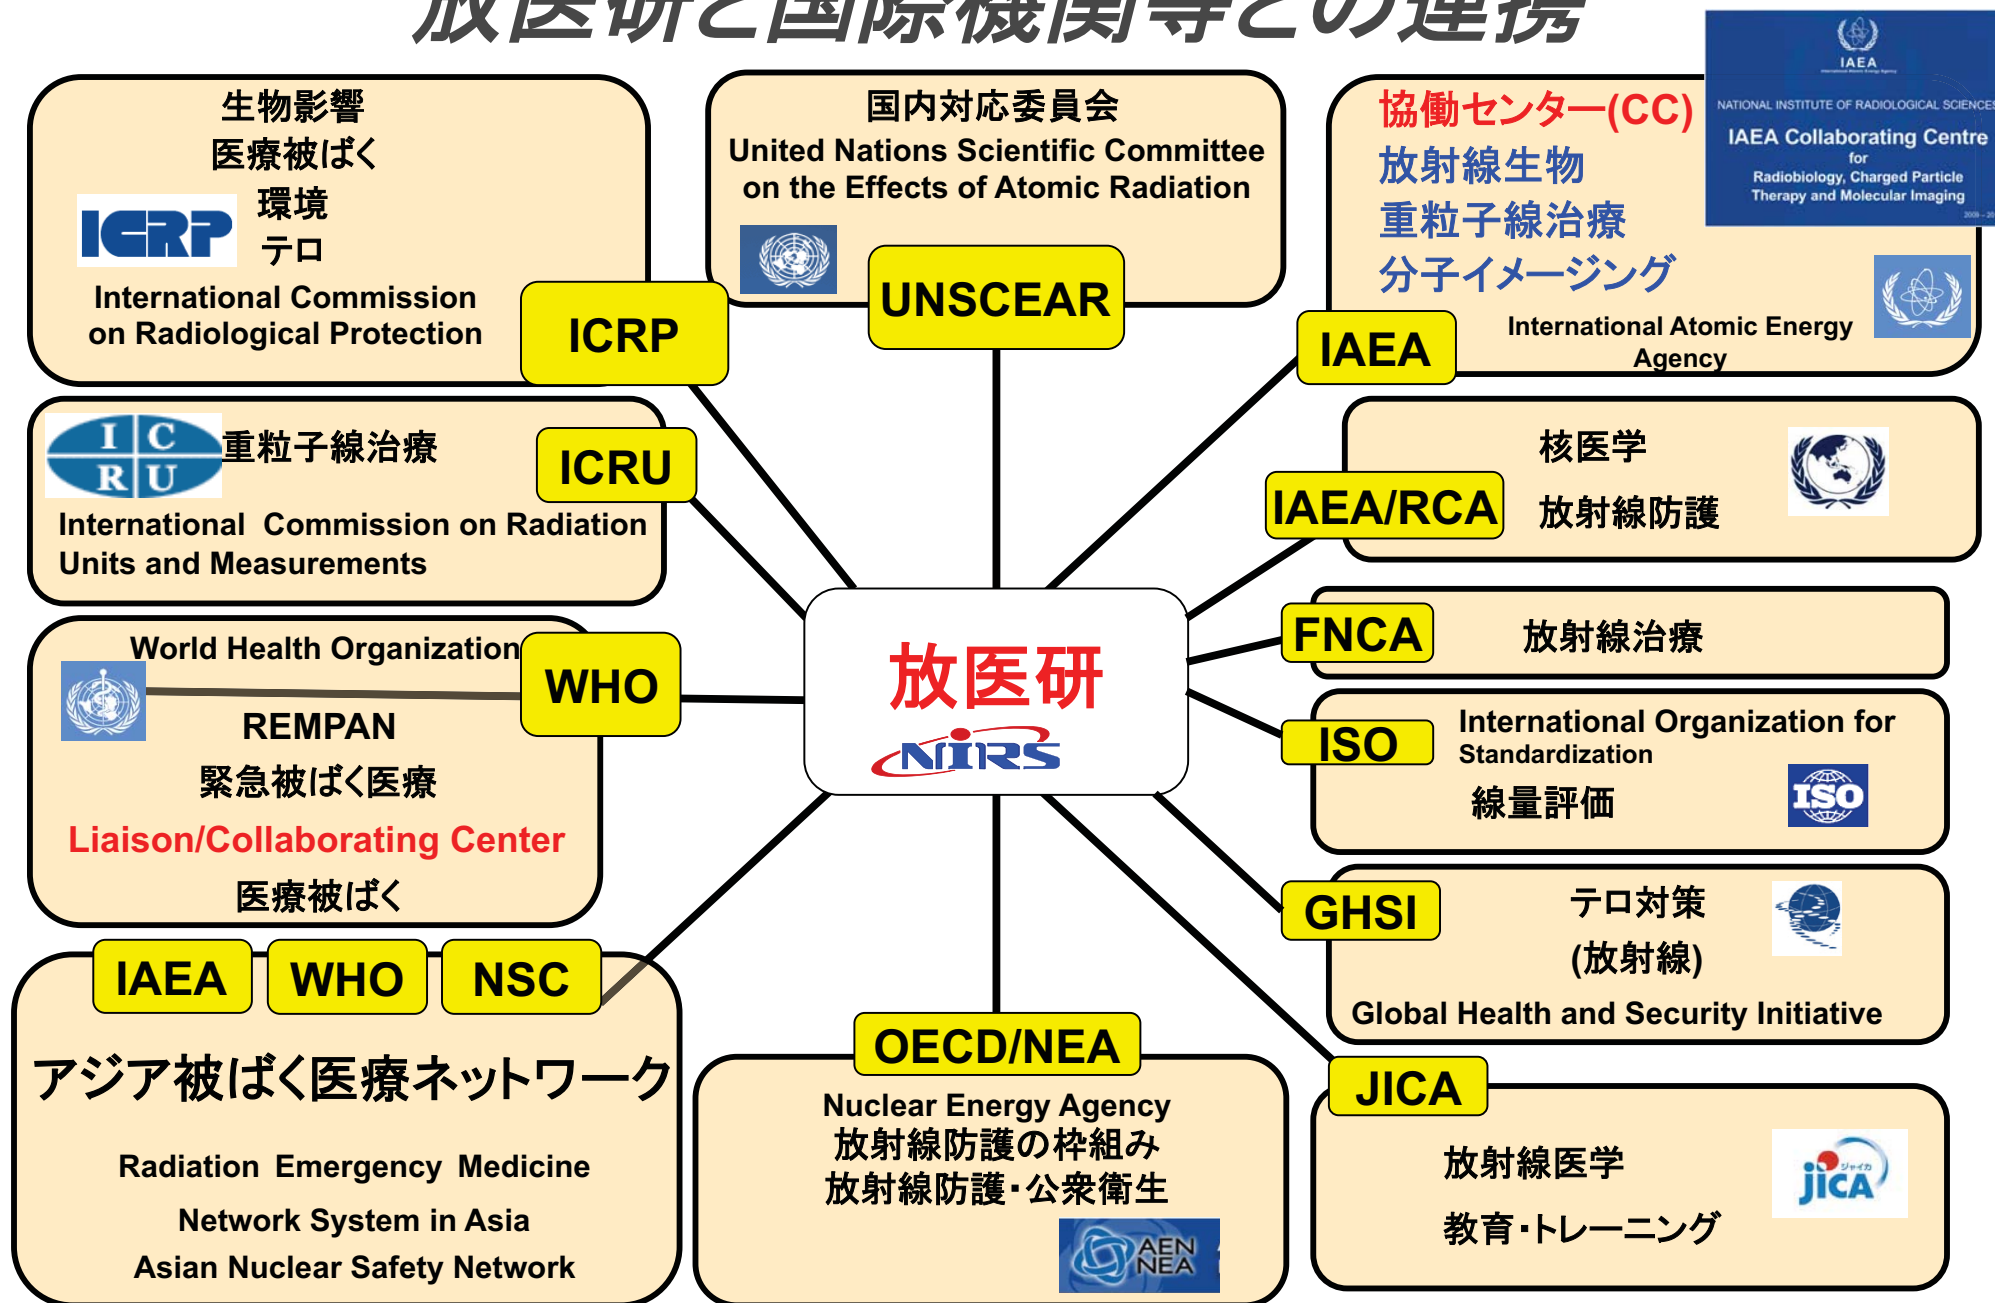 放医研と国際機関等との連携
生物影響
医療被ばく
環境
テロ
ICRP
International Commission
on Radiological Protection
ICRP
国内対応委員会
United Nations Scientific Committee
on the Effects of Atomic Radiation
UNSCEAR
協働センター(CC)
放射線生物
重粒子線治療
分子イメージング
International Atomic Energy
Agency
IAEA
IAEA
International Atomic Energy Agency
NATIONAL INSTITUTE OF RADIOLOGICAL SCIENCES
IAEA Collaborating Centre
for
Radiobiology, Charged Particle
Therapy and Molecular Imaging
I C
R U
重粒子線治療
ICRU
International Commission on Radiation
Units and Measurements
核医学
放射線防護
IAEA/RCA
World Health Organization
WHO
REMPAN
緊急被ばく医療
Liaison/Collaborating Center
医療被ばく
放医研
NIRS
FNCA
放射線治療
ISO
International Organization for
Standardization
線量評価
ISO
GHSI
テロ対策
(放射線)
Global Health and Security Initiative
IAEA
WHO
NSC
アジア被ばく医療ネットワーク
Radiation Emergency Medicine
Network System in Asia
Asian Nuclear Safety Network
OECD/NEA
Nuclear Energy Agency
放射線防護の枠組み
放射線防護・公衆衛生
AEN
NEA
JICA
放射線医学
教育・トレーニング
ジャイカ
jICA